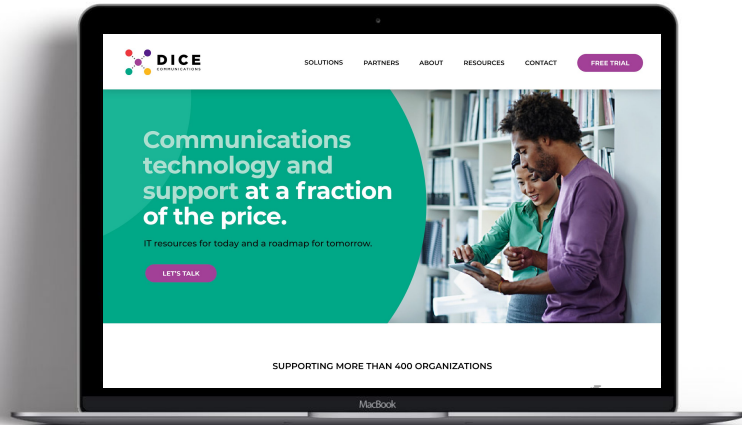 DICE
COMMUNICATIONS
SOLUTIONS PARTNERS ABOUT RESOURCES CONTACT FREE TRIAL
Communications
technology and
support at a fraction
of the price.
IT resources for today and a roadmap for tomorrow.
LET'S TALK
SUPPORTING MORE THAN 400 ORGANIZATIONS
MacBook